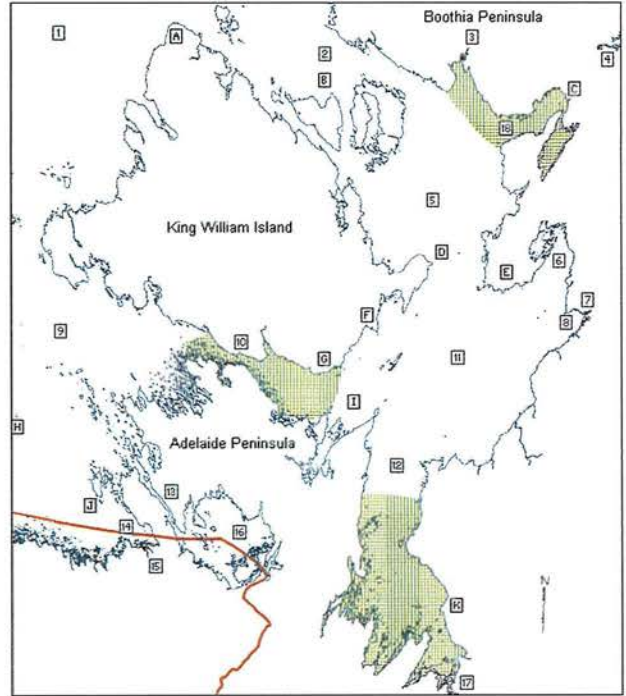 Boothia Peninsula
1
A
3
2
4
B
C
18
5
King William Island
D
E
6
7
F
8
9
10
G
11
I
H
Adelaide Peninsula
12
13
J
14
16
15
N
K
17